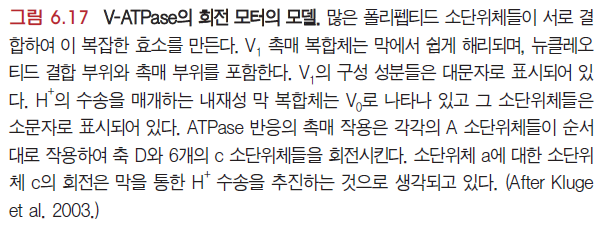 그림 6.17 V-ATPase의 회전 모터의 모델. 많은 폴리펩티드 소단위체들이 서로 결
합하여 이 복잡한 효소를 만든다. V₁ 촉매 복합체는 막에서 쉽게 해리되며, 뉴클레오
티드 결합 부위와 촉매 부위를 포함한다. V₁의 구성 성분들은 대문자로 표시되어 있
다. H⁺의 수송을 매개하는 내재성 막 복합체는 V₀로 나타나 있고 그 소단위체들은
소문자로 표시되어 있다. ATPase 반응의 촉매 작용은 각각의 A 소단위체들이 순서
대로 작용하여 축 D와 6개의 c 소단위체들을 회전시킨다. 소단위체 a에 대한 소단위
체 c의 회전은 막을 통한 H⁺ 수송을 추진하는 것으로 생각되고 있다. (After Kluge
et al. 2003.)